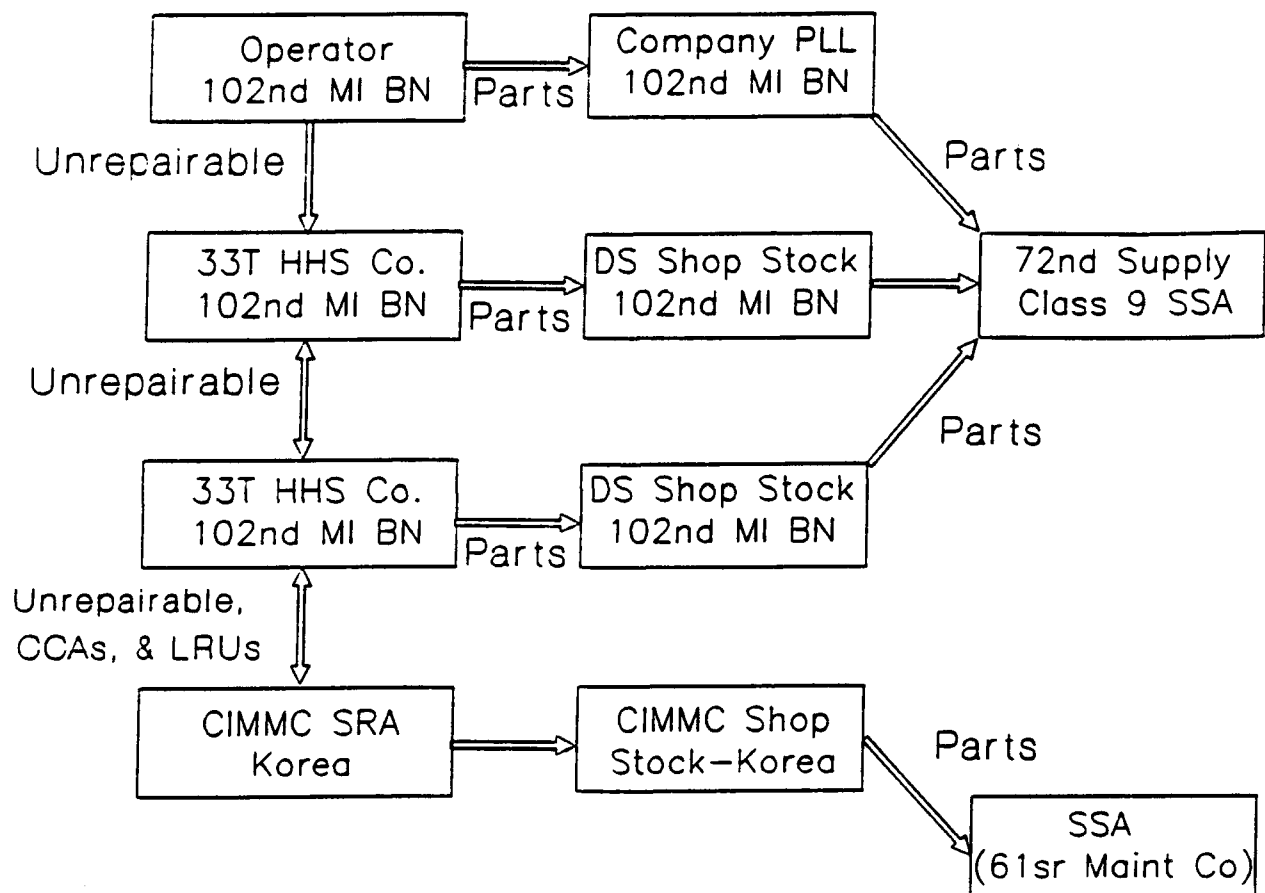 Operator
102nd MI BN
Parts
Company PLL
102nd MI BN
Unrepairable
Parts
33T HHS Co.
102nd MI BN
Parts
DS Shop Stock
102nd MI BN
72nd Supply
Class 9 SSA
Unrepairable
Parts
33T HHS Co.
102nd MI BN
Parts
DS Shop Stock
102nd MI BN
Unrepairable,
CCAs, & LRUs
CIMMC SRA
Korea
CIMMC Shop
Stock-Korea
Parts
SSA
(61sr Maint Co)